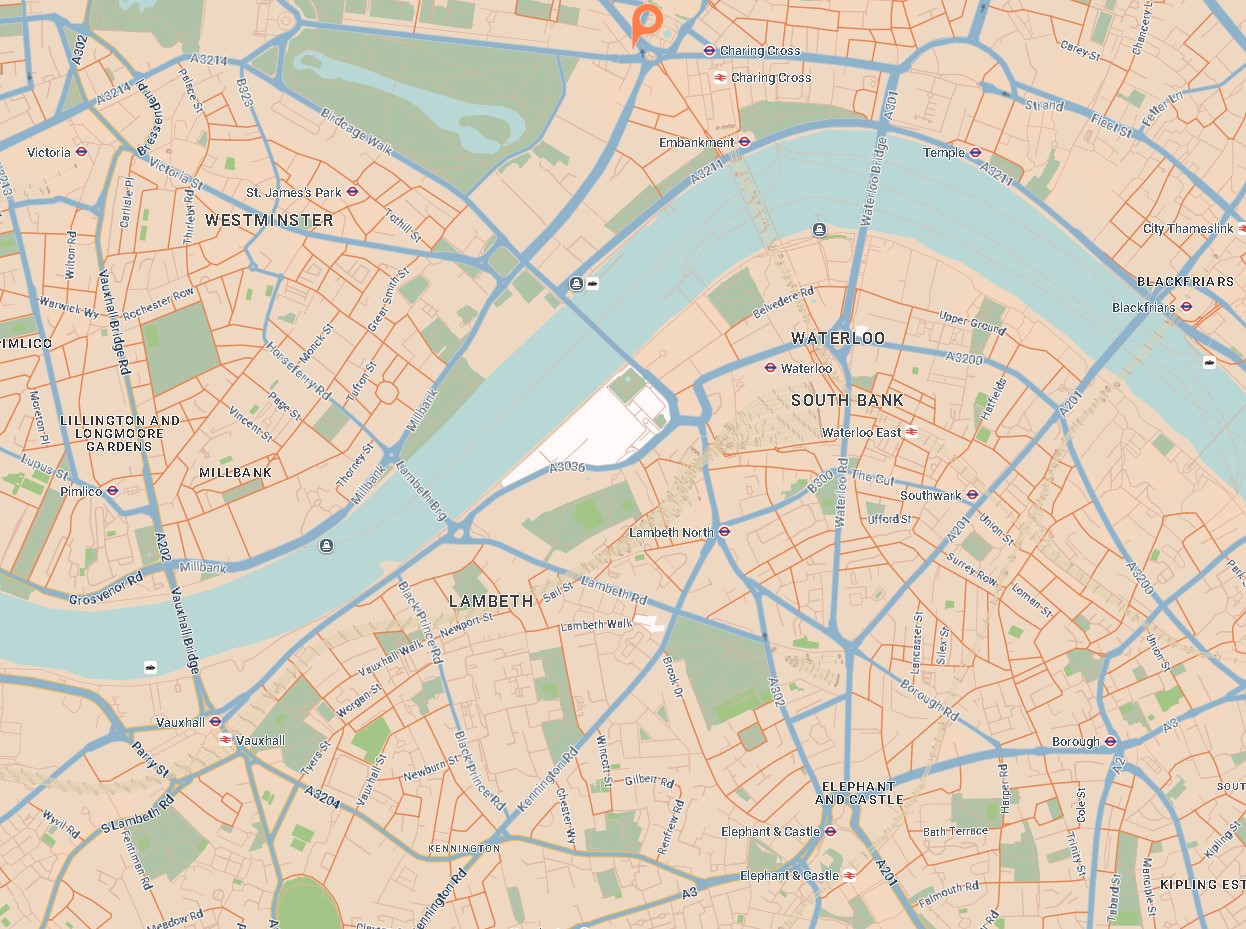 A302
A3214
Charing Cross
Charing Cross
Carey St
Chancery L
A3214
Bressenden Pl
Palace St
B323
Birdcage Walk
A301
Strand
Fleet St
Fetter Ln
Victoria
Victoria St
Embankment
A3211
Temple
A3211
St. James's Park
WESTMINSTER
Carlisle Pl
Thirleby Rd
Tothill St
Waterloo Bridge
City Thameslink
A3213
Wilton Rd
Warwick Wy
Rochester Row
Vauxhall Bridge Rd
Great Smith St
Belvedere Rd
BLACKFRIARS
Blackfriars
Upper Ground
PIMLICO
Monck St
Horseferry Rd
Tufton St
WATERLOO
A3200
Waterloo
Moreton Pl
Page St
Vincent St
Millbank
SOUTH BANK
Hatfields
A201
LILLINGTON AND
LONGMOORE
GARDENS
Waterloo East
MILLBANK
Thorney St
Millbank
Lambeth Brg
A3036
Lupus St
Pimlico
B300
The Cut
Southwark
Waterloo Rd
Ufford St
A201
Union St
Lambeth North
A202
Millbank
Grosvenor Rd
Surrey Row
Loman St
A3200
Park
LAMBETH
Sail St
Lambeth Rd
Black Prince Rd
Newport St
Lambeth Walk
Vauxhall Bridge
Vauxhall Walk
Lancaster St
Silex St
Union St
Worgan St
Brook Dr
A302
Borough Rd
Vauxhall
Vauxhall
Parry St
Tyers St
Black Prince Rd
Newburn St
Vauxhall St
Kennington Rd
Wincott St
Gilbert Rd
Borough
A3
A2
A3204
S Lambeth Rd
Wyvil Rd
Fentiman Rd
Chester Wy
Renfrew Rd
ELEPHANT
AND CASTLE
Harper Rd
Cole St
SOUT
Elephant & Castle
Bath Terrace
Trinity St
Kipling St
KENNINGTON
Kennington Rd
Elephant & Castle
A3
A201
Falmouth Rd
Tabard St
Manciple St
KIPLING EST
Meadow Rd